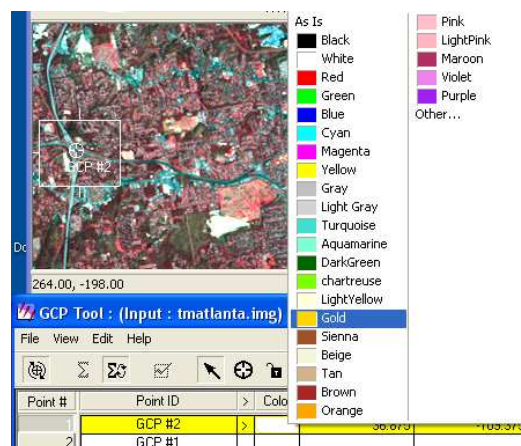 As Is
Black
White
Red
Green
Blue
Cyan
Magenta
Yellow
Gray
Light Gray
Turquoise
Aquamarine
DarkGreen
chartreuse
LightYellow
Gold
Sienna
Beige
Tan
Brown
Orange
Pink
LightPink
Maroon
Violet
Purple
Other...
GCP #2
Do
264.00, -198.00
GCP Tool : (Input : tmatlanta.img)
File View Edit Help
Point # Point ID > Colo
1 GCP #2 > 36.875 -109.375
2 GCP #1